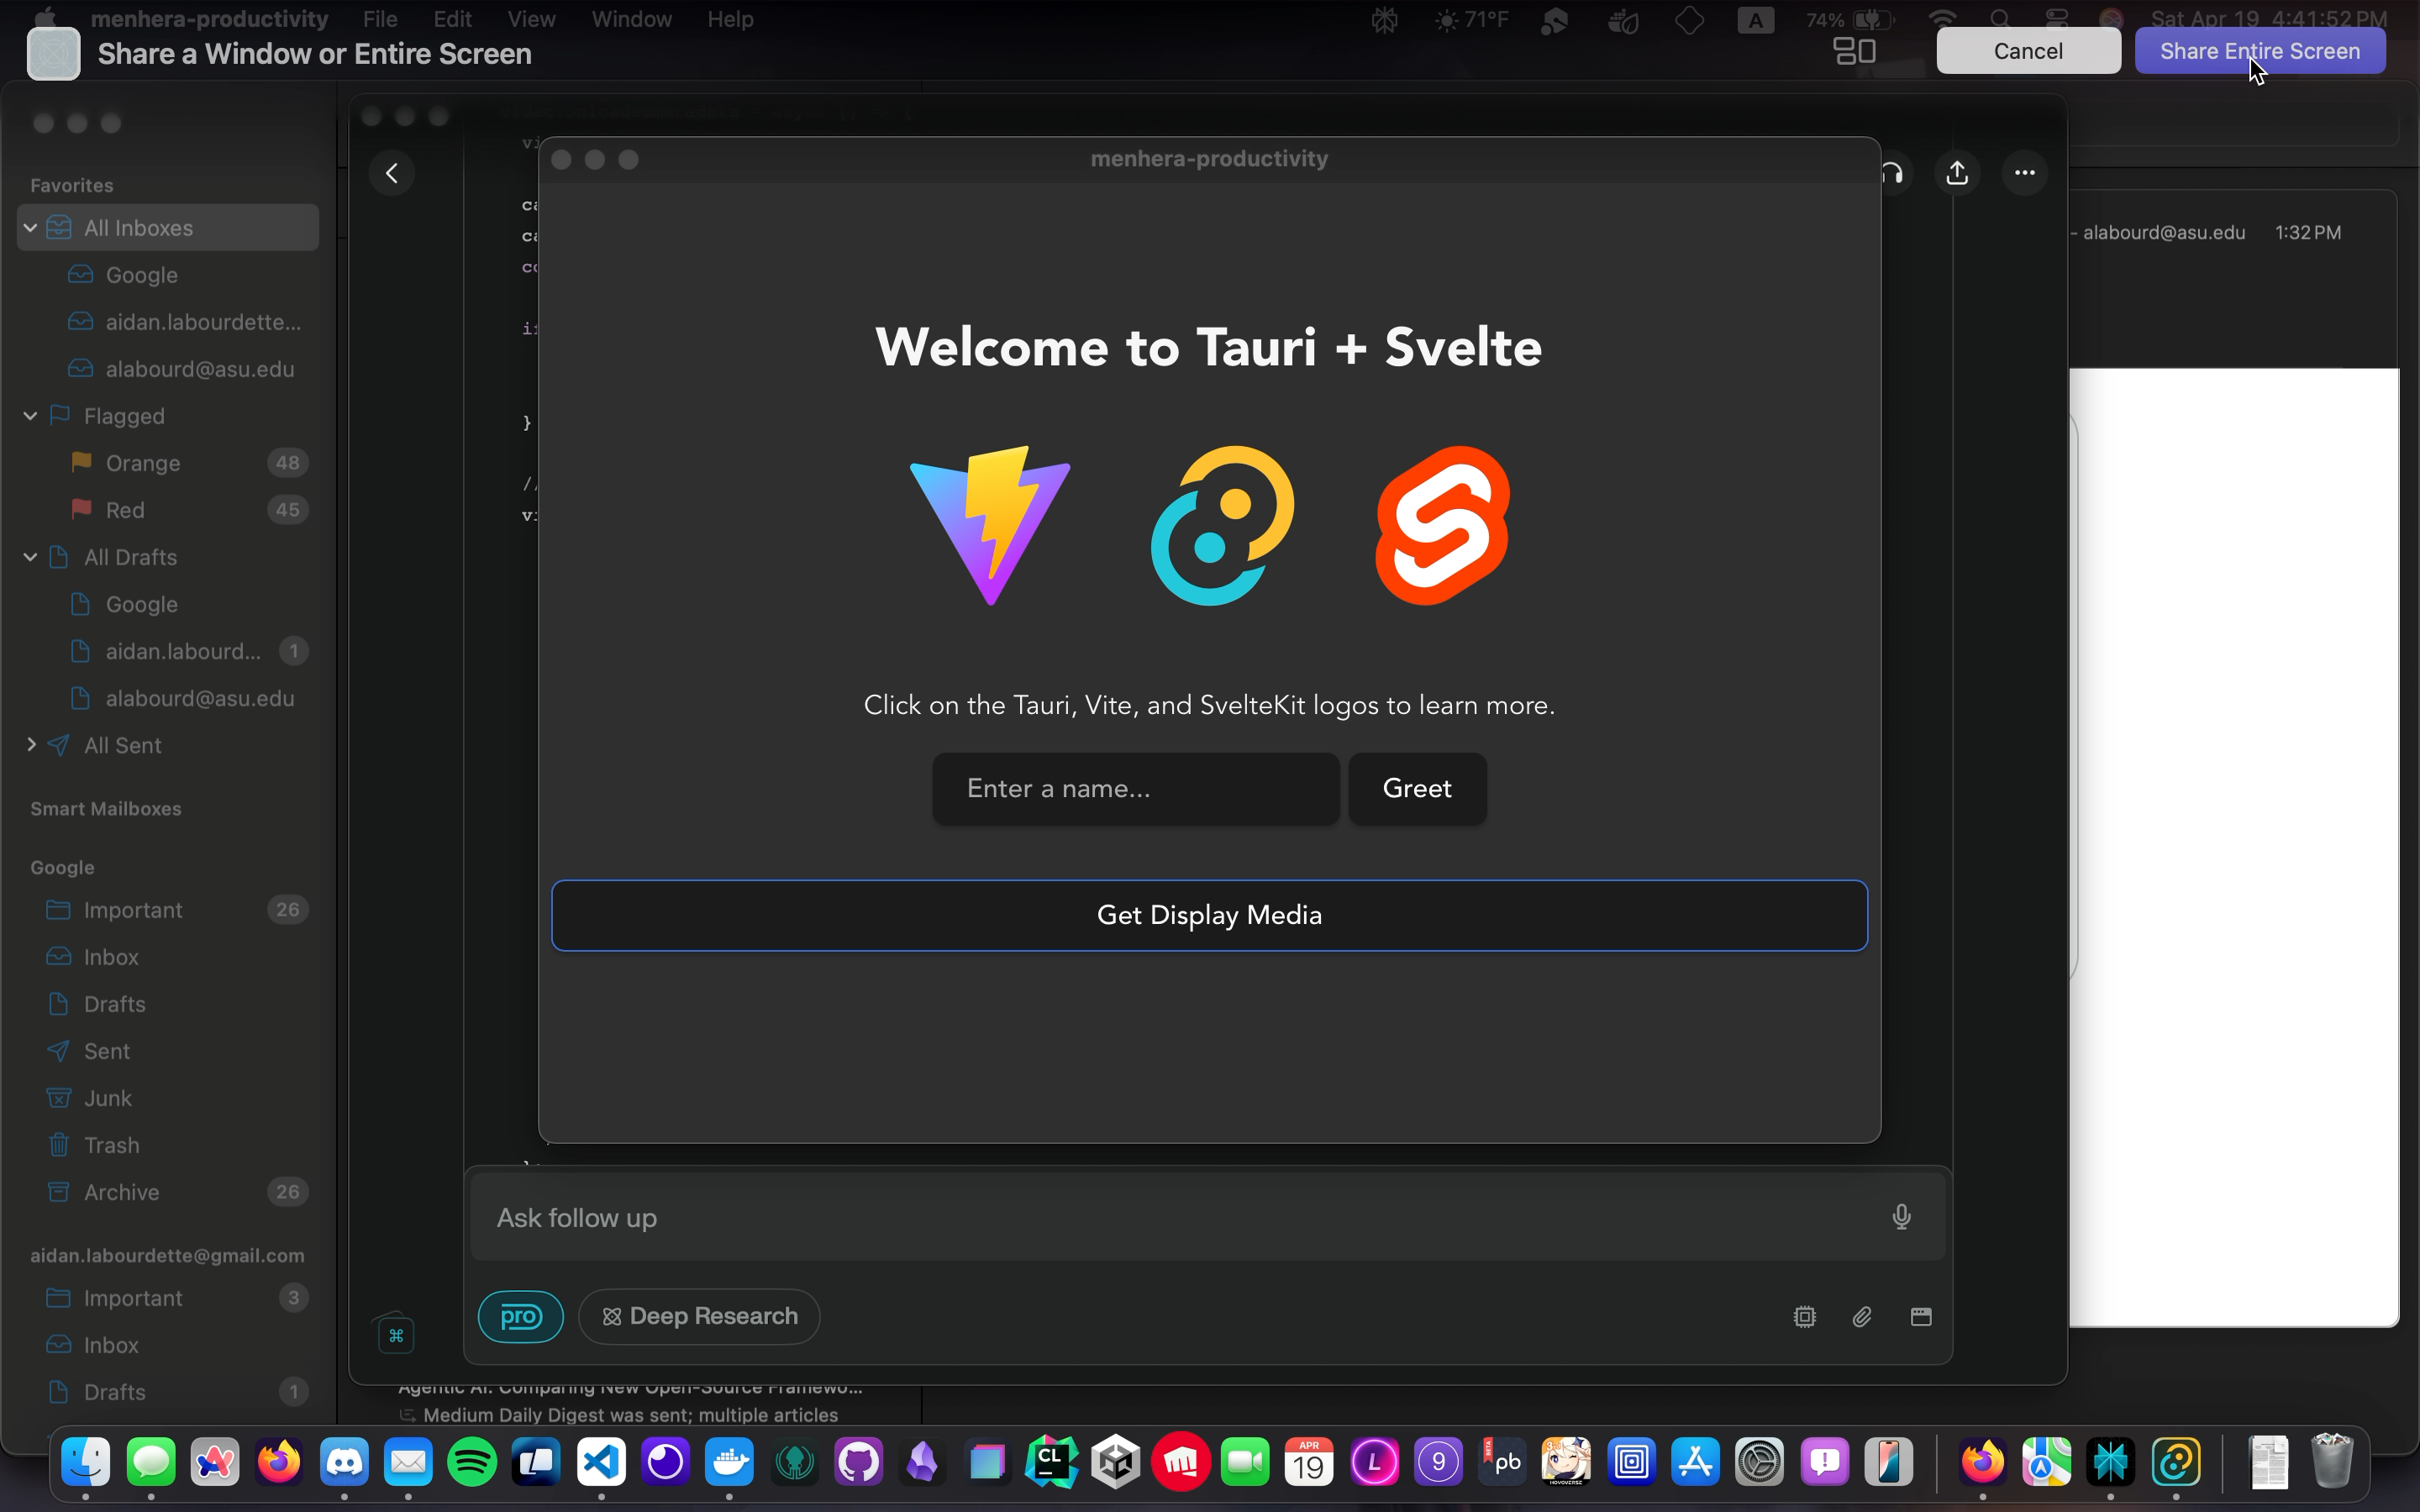 menhera-productivity File Edit View Window Help 71°F A 74% Sat Apr 19 4:41:52 PM
Share a Window or Entire Screen
Cancel
Share Entire Screen
Favorites
All Inboxes
Google
aidan.labourdette...
alabourd@asu.edu
Flagged
Orange 48
Red 45
All Drafts
Google
aidan.labourd... 1
alabourd@asu.edu
All Sent
Smart Mailboxes
Google
Important 26
Inbox
Drafts
Sent
Junk
Trash
Archive 26
aidan.labourdette@gmail.com
Important 3
Inbox
Drafts 1
if
}
//
menhera-productivity
Welcome to Tauri + Svelte
Click on the Tauri, Vite, and SvelteKit logos to learn more.
Enter a name...
Greet
Get Display Media
- alabourd@asu.edu 1:32 PM
Ask follow up
pro
Deep Research
Agentic AI: Comparing New Open-Source Framewo...
Medium Daily Digest was sent; multiple articles
CL
APR
19
L
9
BETA
pb
HOYOVERSE